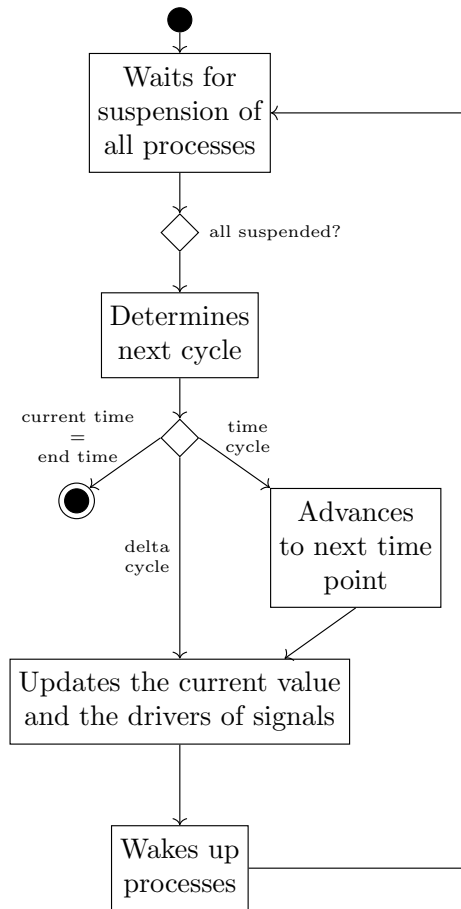 Waits for
suspension of
all processes
all suspended?
Determines
next cycle
current time
=
end time
time
cycle
delta
cycle
Advances
to next time
point
Updates the current value
and the drivers of signals
Wakes up
processes